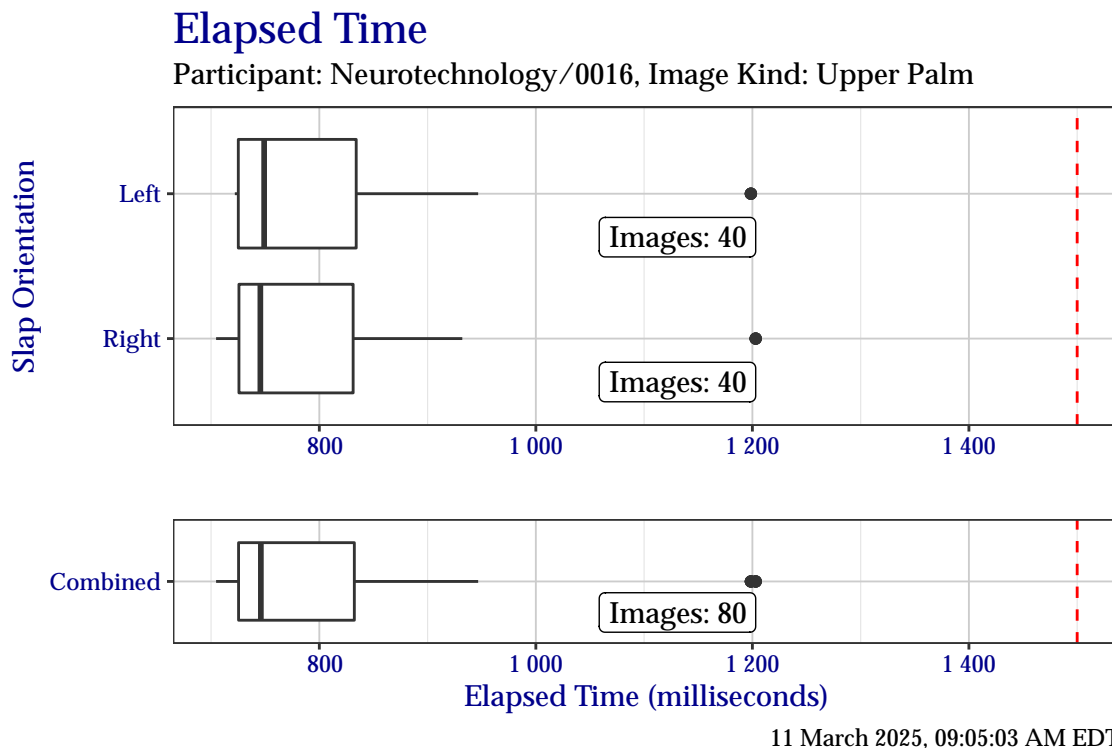 Elapsed Time
Participant: Neurotechnology/0016, Image Kind: Upper Palm
Slap Orientation
Left
Images: 40
Right
Images: 40
800 1 000 1 200 1 400
Combined
Images: 80
800 1 000 1 200 1 400
Elapsed Time (milliseconds)
11 March 2025, 09:05:03 AM EDT